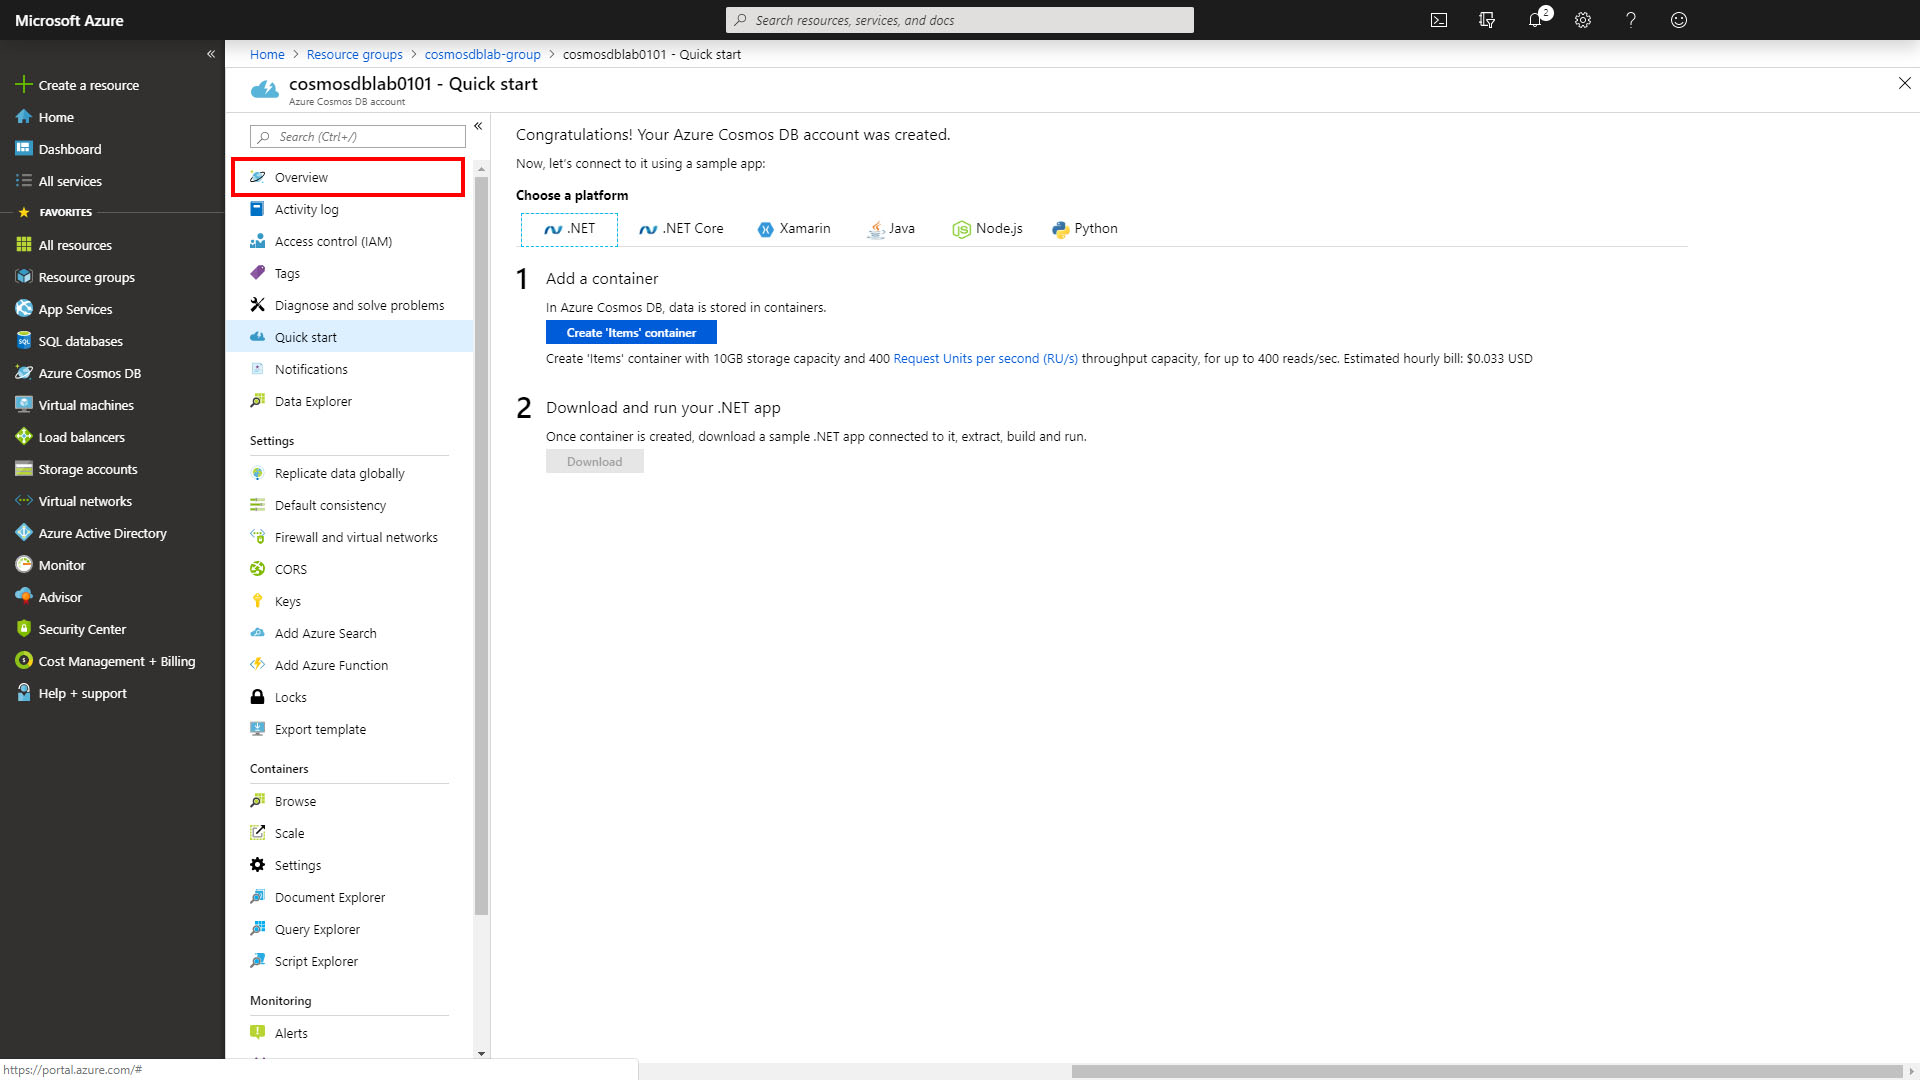 Microsoft Azure
Search resources, services, and docs
2
Create a resource
Home
Dashboard
All services
FAVORITES
All resources
Resource groups
App Services
SQL databases
Azure Cosmos DB
Virtual machines
Load balancers
Storage accounts
Virtual networks
Azure Active Directory
Monitor
Advisor
Security Center
Cost Management + Billing
Help + support
Home > Resource groups > cosmosdblab-group > cosmosdblab0101 - Quick start
cosmosdblab0101 - Quick start
Azure Cosmos DB account
Search (Ctrl+/)
Overview
Activity log
Access control (IAM)
Tags
Diagnose and solve problems
Quick start
Notifications
Data Explorer
Settings
Replicate data globally
Default consistency
Firewall and virtual networks
CORS
Keys
Add Azure Search
Add Azure Function
Locks
Export template
Containers
Browse
Scale
Settings
Document Explorer
Query Explorer
Script Explorer
Monitoring
Alerts
Congratulations! Your Azure Cosmos DB account was created.
Now, let's connect to it using a sample app:
Choose a platform
.NET .NET Core Xamarin Java Node.js Python
1 Add a container
In Azure Cosmos DB, data is stored in containers.
Create 'Items' container
Create 'Items' container with 10GB storage capacity and 400 Request Units per second (RU/s) throughput capacity, for up to 400 reads/sec. Estimated hourly bill: $0.033 USD
2 Download and run your .NET app
Once container is created, download a sample .NET app connected to it, extract, build and run.
Download
https://portal.azure.com/#